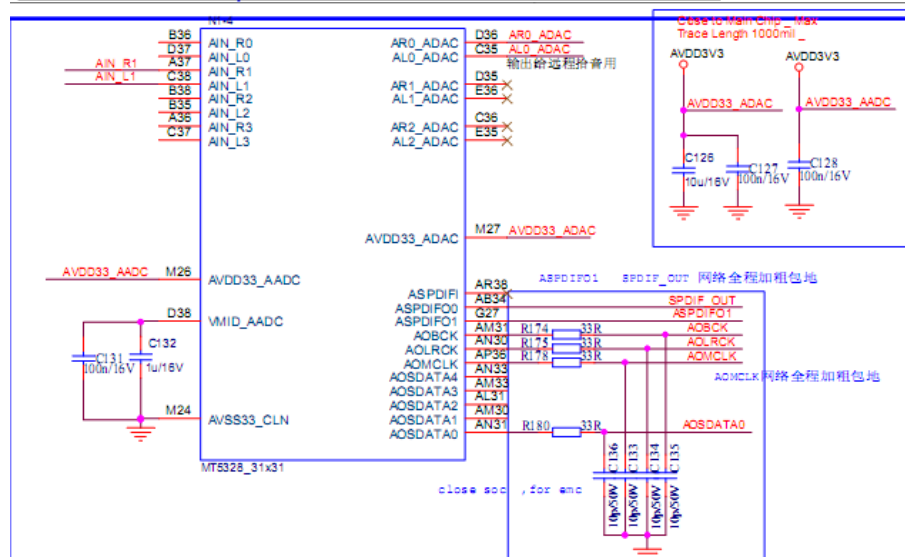 N1-4
B36 AIN_R0
D37 AIN_L0
AIN_R1 A37 AIN_R1
AIN_L1 C38 AIN_L1
B38 AIN_R2
B35 AIN_L2
A36 AIN_R3
C37 AIN_L3
AR0_ADAC D36 AR0_ADAC
AL0_ADAC C35 AL0_ADAC
输出给远程拾音用
AR1_ADAC D35
AL1_ADAC E36
AR2_ADAC C36
AL2_ADAC E35
AVDD33_ADAC M27 AVDD33_ADAC
AVDD33_AADC M26 AVDD33_AADC
D38 VMID_AADC
C131
100n/16V
C132
1u/16V
M24 AVSS33_CLN
MT5328_31x31
Close to Main Chip _ Max
Trace Length 1000mil _
AVDD3V3
AVDD3V3
AVDD33_ADAC
AVDD33_AADC
C126
10u/16V
C127
100n/16V
C128
100n/16V
ASPDIFO1 SPDIF_OUT 网络全程加粗包地
ASPDIFI AR38
ASPDIFO0 AB34 SPDIF_OUT
ASPDIFO1 G27 ASPDIFO1
AOBCK AM31 R174 33R AOBCK
AOLRCK AN30 R175 33R AOLRCK
AOMCLK AP36 R178 33R AOMCLK
AOMCLK网络全程加粗包地
AOSDATA4 AN33
AOSDATA3 AM33
AOSDATA2 AL31
AOSDATA1 AM30
AOSDATA0 AN31 R180 33R AOSDATA0
C136
10p/50V
C133
10p/50V
C134
10p/50V
C135
10p/50V
close soc ,for emc